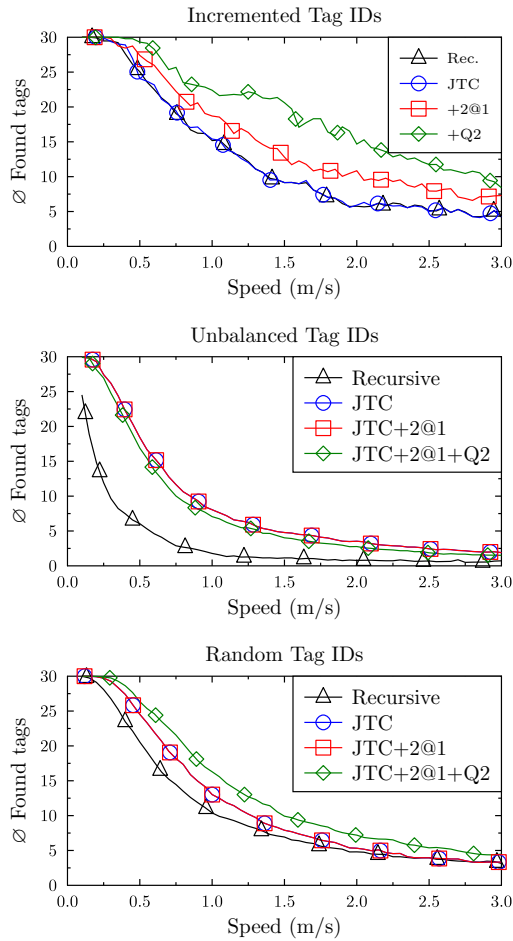 Incremented Tag IDs
30
25
20
15
10
5
0
∅ Found tags
Rec.
JTC
+2@1
+Q2
0.0 0.5 1.0 1.5 2.0 2.5 3.0
Speed (m/s)
Unbalanced Tag IDs
30
25
20
15
10
5
0
∅ Found tags
Recursive
JTC
JTC+2@1
JTC+2@1+Q2
0.0 0.5 1.0 1.5 2.0 2.5 3.0
Speed (m/s)
Random Tag IDs
30
25
20
15
10
5
0
∅ Found tags
Recursive
JTC
JTC+2@1
JTC+2@1+Q2
0.0 0.5 1.0 1.5 2.0 2.5 3.0
Speed (m/s)